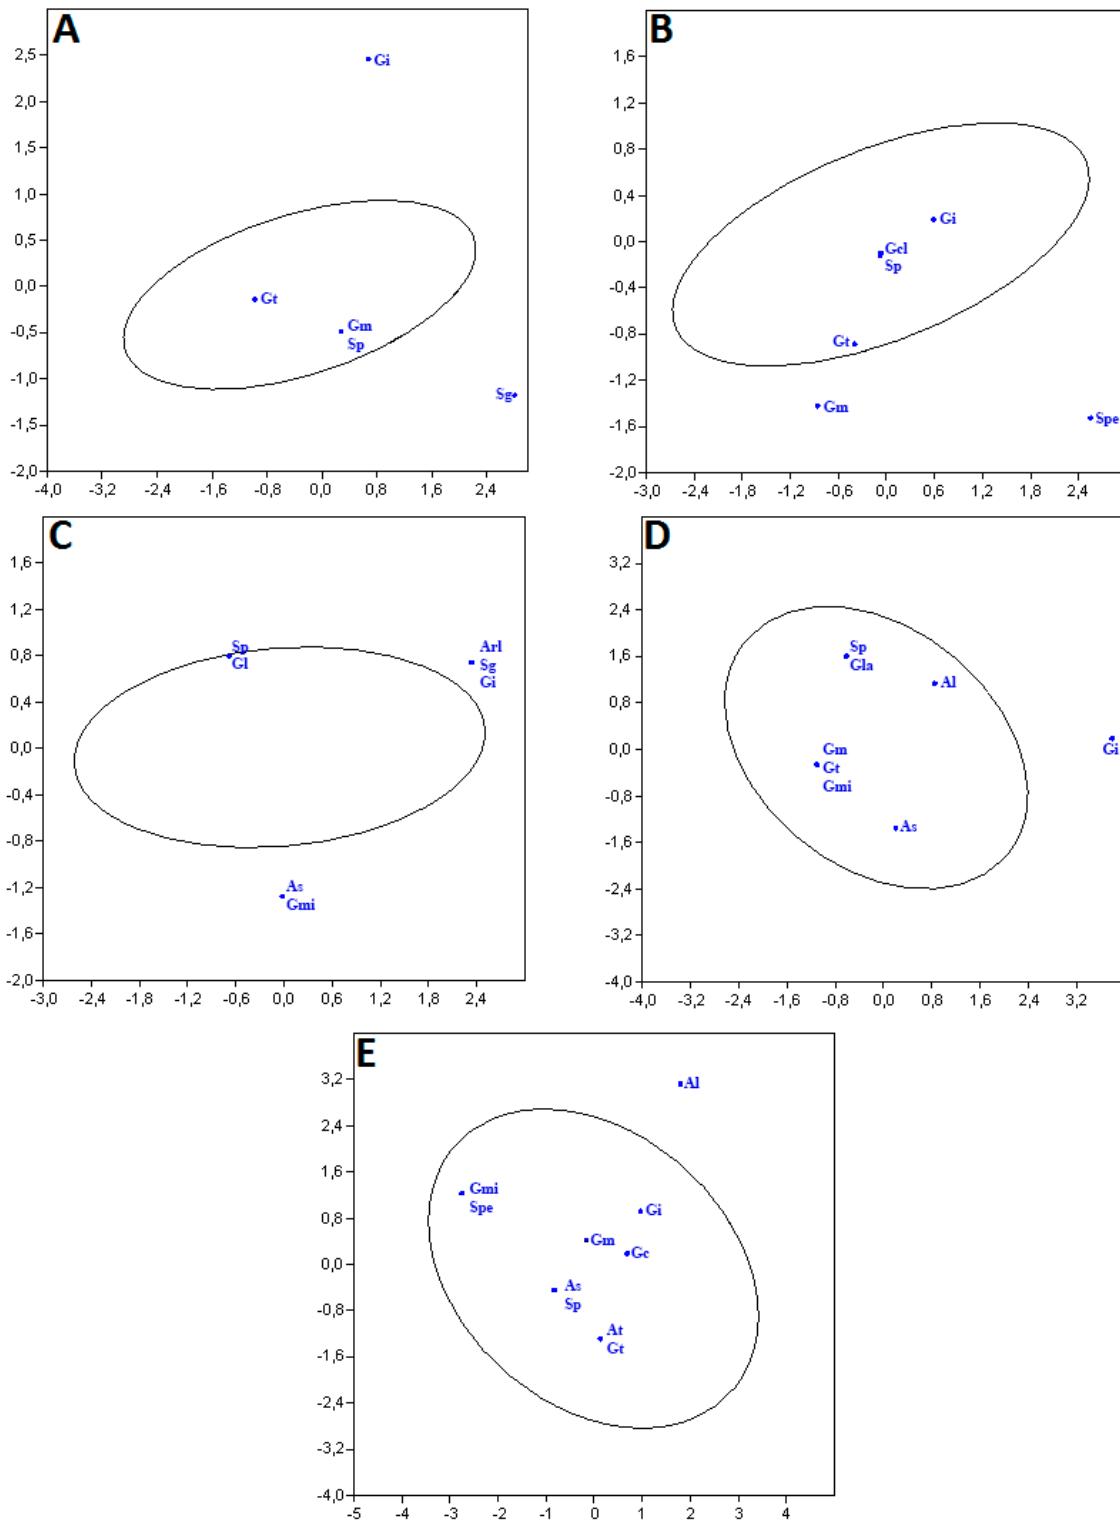 A
2,5
2,0
1,5
1,0
0,5
0,0
-0,5
-1,0
-1,5
-2,0
-4,0 -3,2 -2,4 -1,6 -0,8 0,0 0,8 1,6 2,4
Gi
Gt
Gm
Sp
Sg
B
1,6
1,2
0,8
0,4
0,0
-0,4
-0,8
-1,2
-1,6
-2,0
-3,0 -2,4 -1,8 -1,2 -0,6 0,0 0,6 1,2 1,8 2,4
Gi
Gcl
Sp
Gt
Gm
Spe
C
1,6
1,2
0,8
0,4
0,0
-0,4
-0,8
-1,2
-1,6
-2,0
-3,0 -2,4 -1,8 -1,2 -0,6 0,0 0,6 1,2 1,8 2,4
Sp
Gl
Arl
Sg
Gi
As
Gmi
D
3,2
2,4
1,6
0,8
0,0
-0,8
-1,6
-2,4
-3,2
-4,0
-4,0 -3,2 -2,4 -1,6 -0,8 0,0 0,8 1,6 2,4 3,2
Sp
Gla
Al
Gi
Gm
Gt
Gmi
As
E
3,2
2,4
1,6
0,8
0,0
-0,8
-1,6
-2,4
-3,2
-4,0
-5 -4 -3 -2 -1 0 1 2 3 4
Al
Gmi
Spe
Gi
Gm
Gc
As
Sp
At
Gt